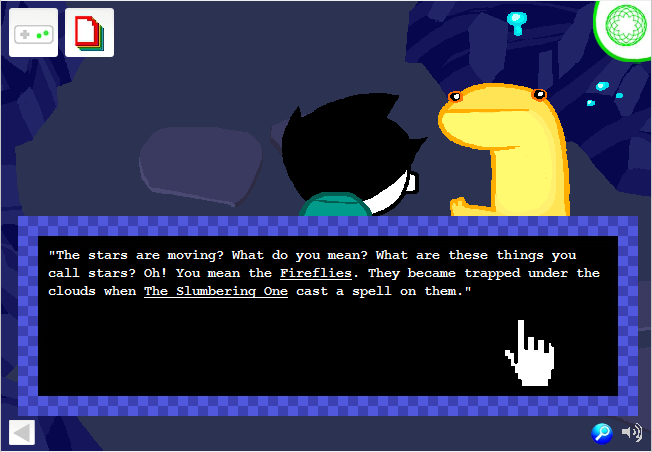 "The stars are moving? What do you mean? What are these things you
call stars? Oh! You mean the Fireflies. They became trapped under the
clouds when The Slumbering One cast a spell on them."